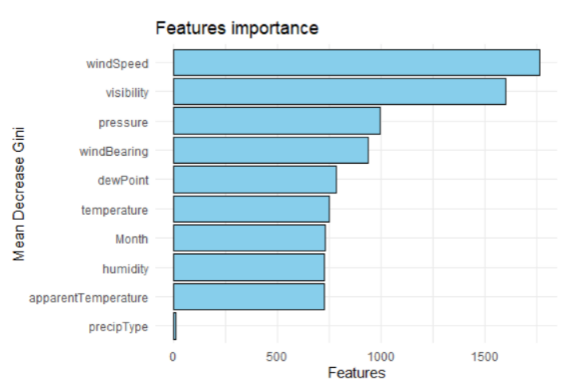 Features importance
Mean Decrease Gini
windSpeed
visibility
pressure
windBearing
dewPoint
temperature
Month
humidity
apparentTemperature
precipType
0 500 1000 1500
Features